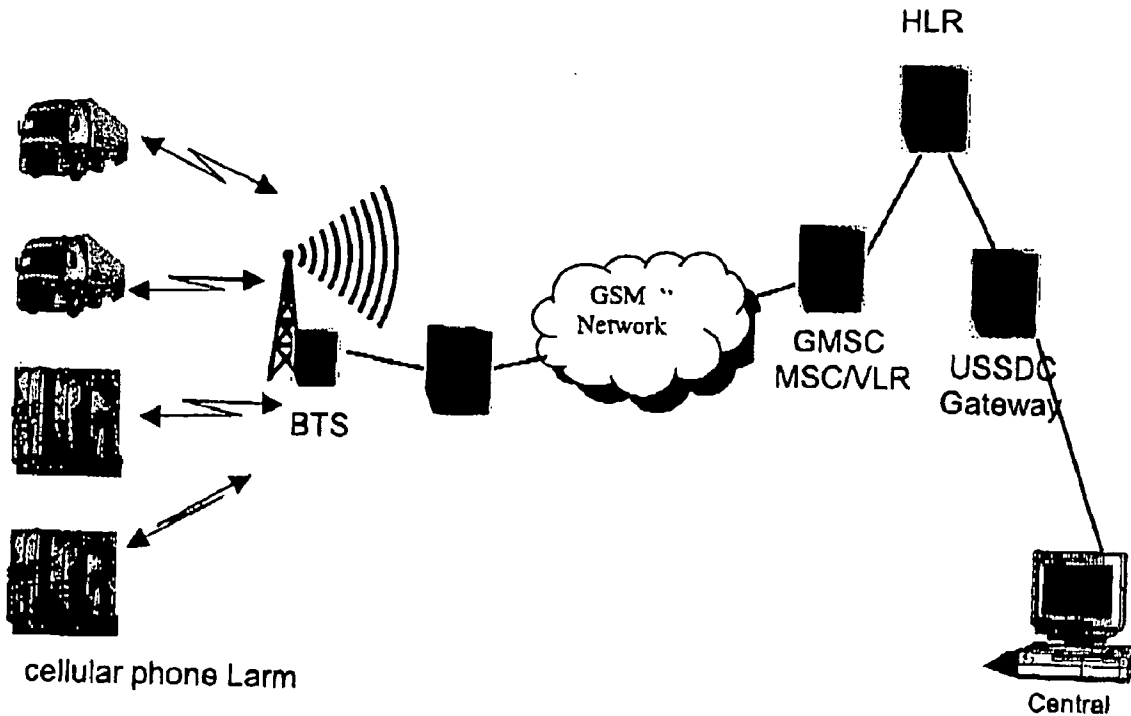 HLR
GSM
Network
GMSC
MSC/VLR
USSDC
Gateway
BTS
cellular phone Larm
Central